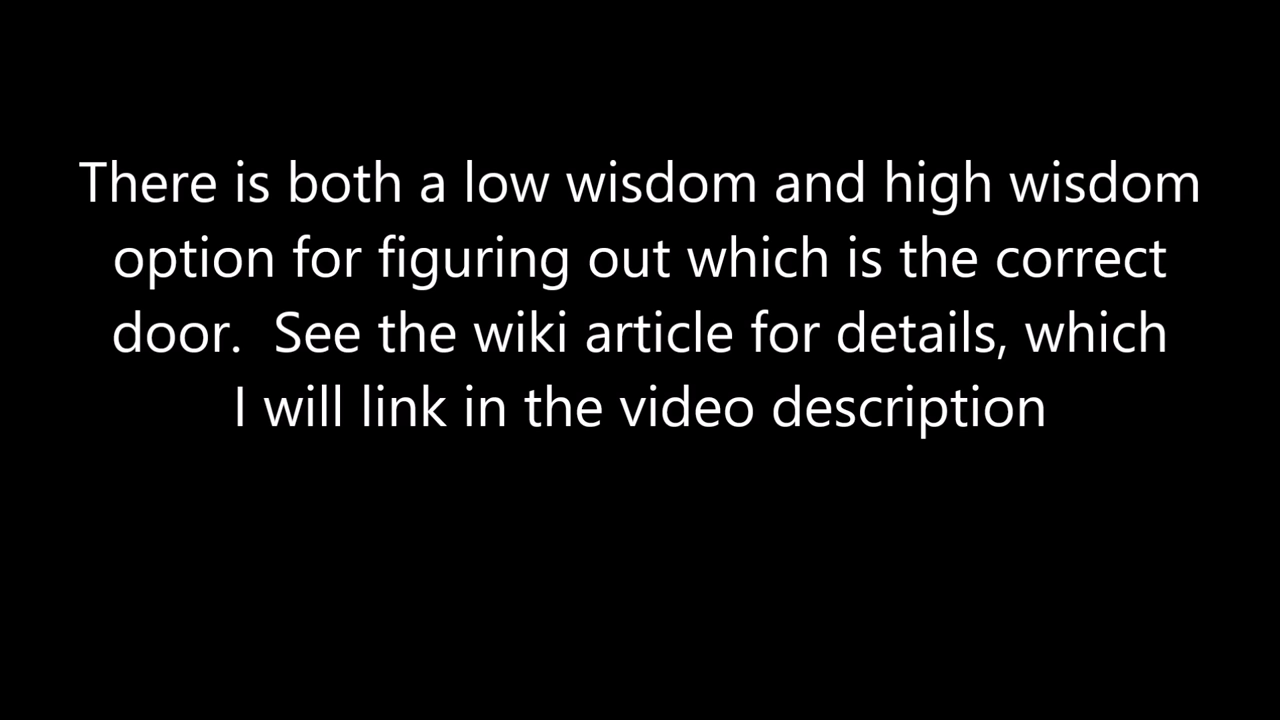 There is both a low wisdom and high wisdom
option for figuring out which is the correct
door.  See the wiki article for details, which
I will link in the video description